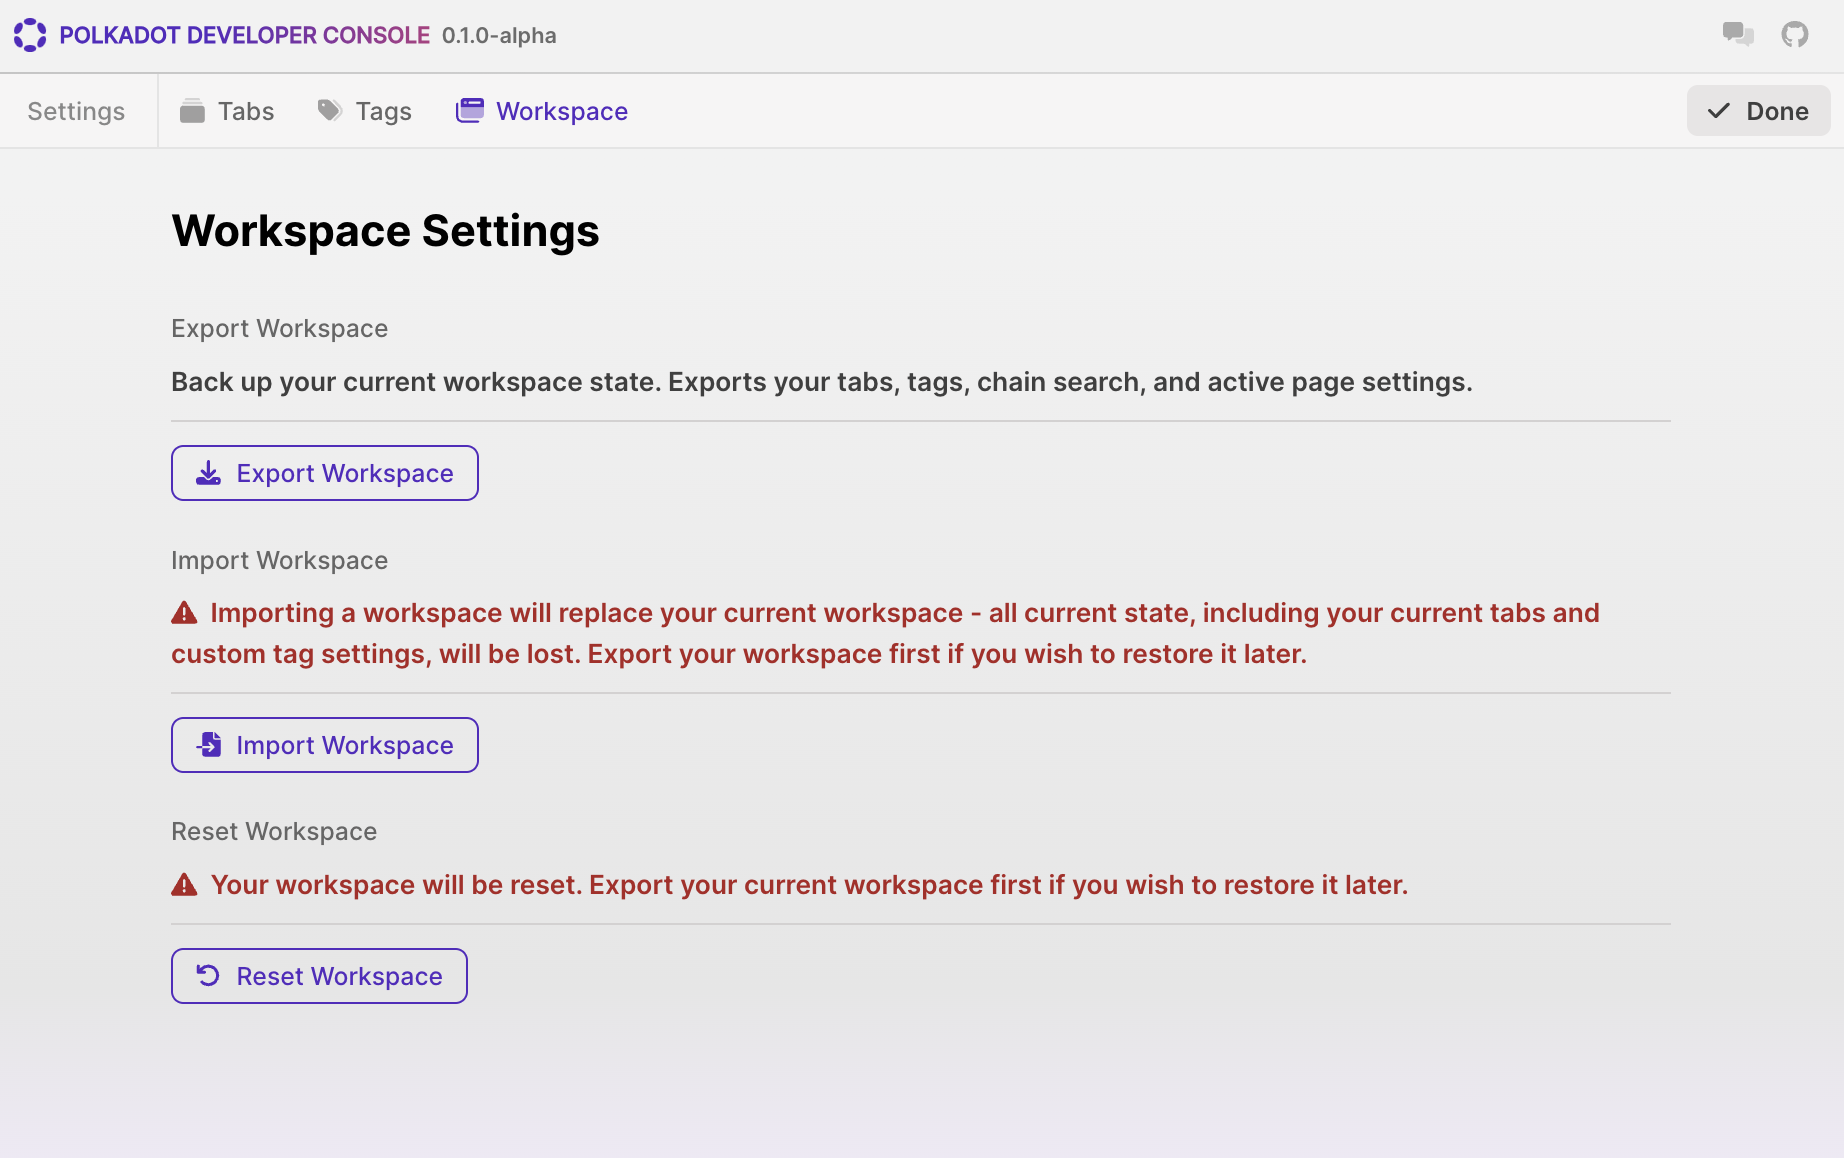 POLKADOT DEVELOPER CONSOLE 0.1.0-alpha
Settings Tabs Tags Workspace Done
Workspace Settings
Export Workspace
Back up your current workspace state. Exports your tabs, tags, chain search, and active page settings.
Export Workspace
Import Workspace
Importing a workspace will replace your current workspace - all current state, including your current tabs and
custom tag settings, will be lost. Export your workspace first if you wish to restore it later.
Import Workspace
Reset Workspace
Your workspace will be reset. Export your current workspace first if you wish to restore it later.
Reset Workspace